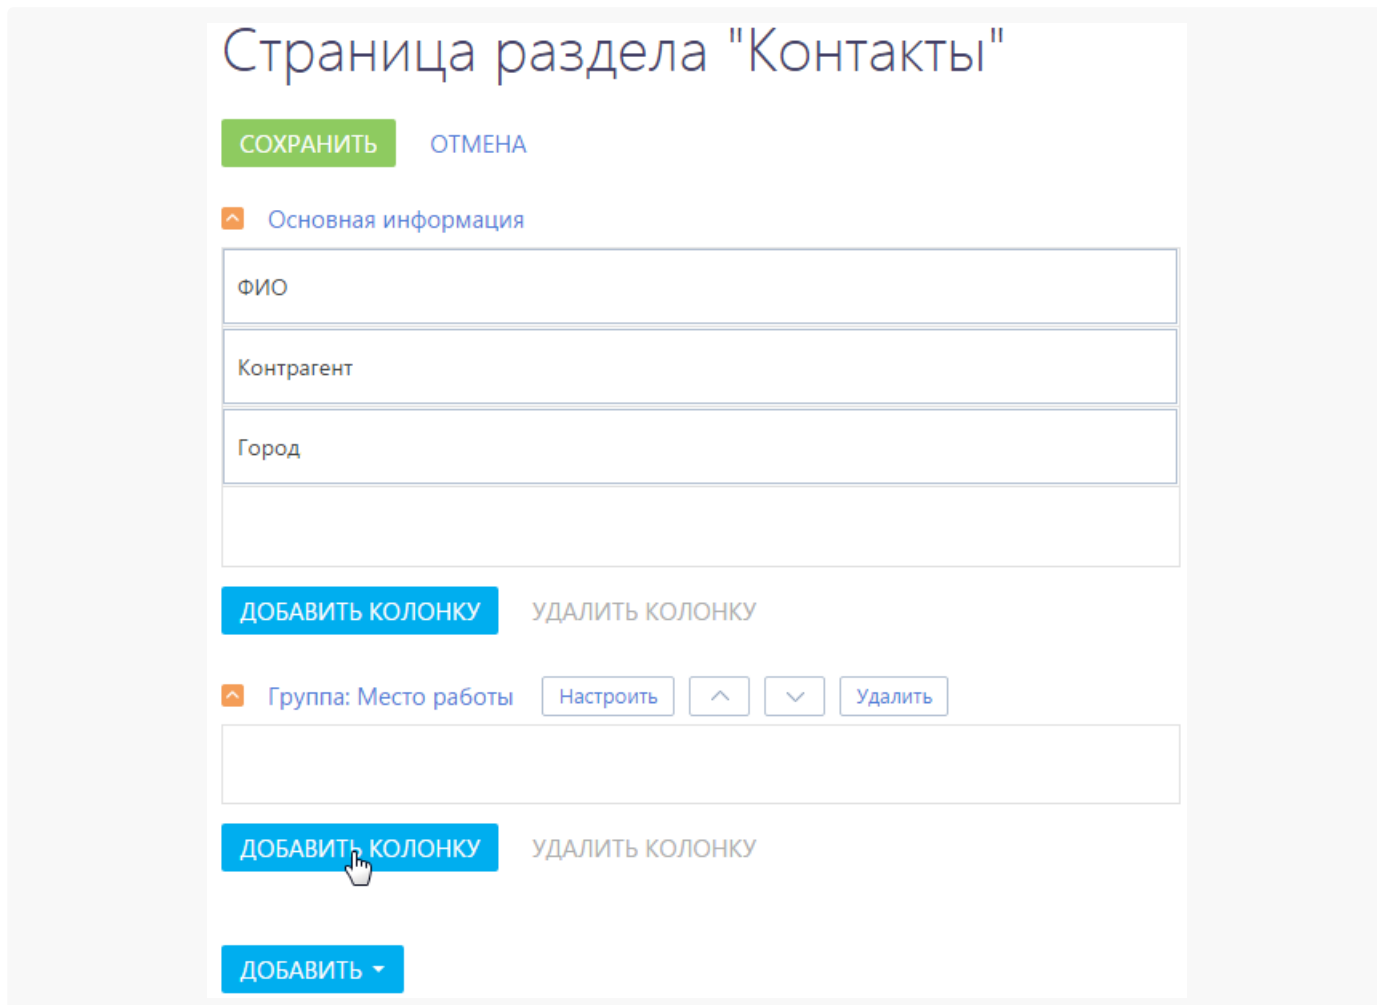 Страница раздела "Контакты"
СОХРАНИТЬ ОТМЕНА
Основная информация
ФИО
Контрагент
Город
ДОБАВИТЬ КОЛОНКУ УДАЛИТЬ КОЛОНКУ
Группа: Место работы Настроить Удалить
ДОБАВИТЬ КОЛОНКУ УДАЛИТЬ КОЛОНКУ
ДОБАВИТЬ